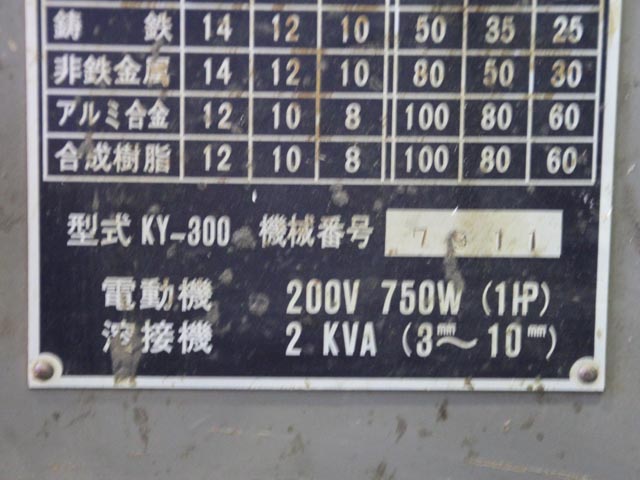 鋳鉄 14 12 10 50 35 25
非鉄金属 14 12 10 80 50 30
アルミ合金 12 10 8 100 80 60
合成樹脂 12 10 8 100 80 60
型式 KY-300 機械番号
電動機 200V 750W (1HP)
溶接機 2 KVA (3㎜～10㎜)